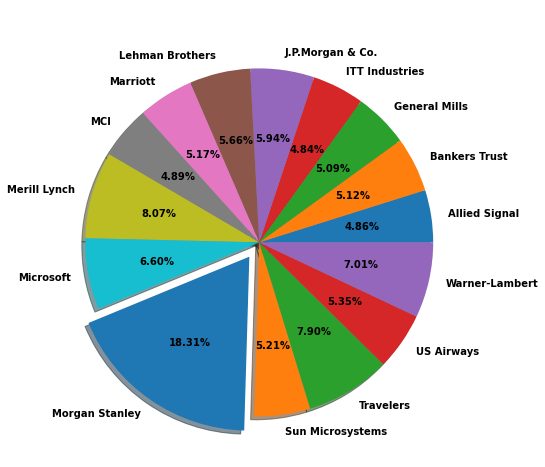 J.P.Morgan & Co.
Lehman Brothers
ITT Industries
Marriott
General Mills
MCI
Bankers Trust
Merill Lynch
Allied Signal
Microsoft
Warner-Lambert
US Airways
Morgan Stanley
Travelers
Sun Microsystems
5.94%
5.66%
4.84%
5.17%
5.09%
4.89%
5.12%
8.07%
4.86%
6.60%
7.01%
5.35%
18.31%
7.90%
5.21%